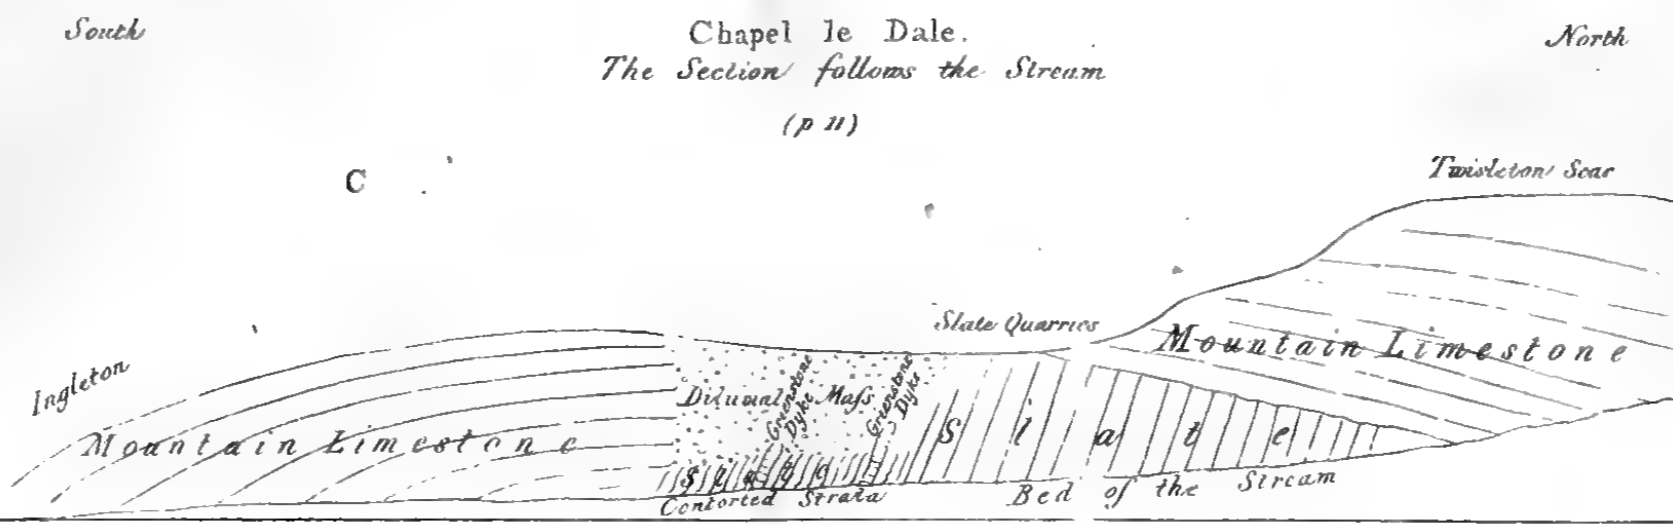 South
Chapel le Dale.
North
The Section follows the Stream
(p 11)
C
Twisleton Scar
Slate Quarries
Mountain Limestone
Ingleton
Diluvial Mass
Greenstone
Dyke
Greenstone
Dyke
Mountain Limestone
Slate
Slate
Contorted Strata
Bed of the Stream